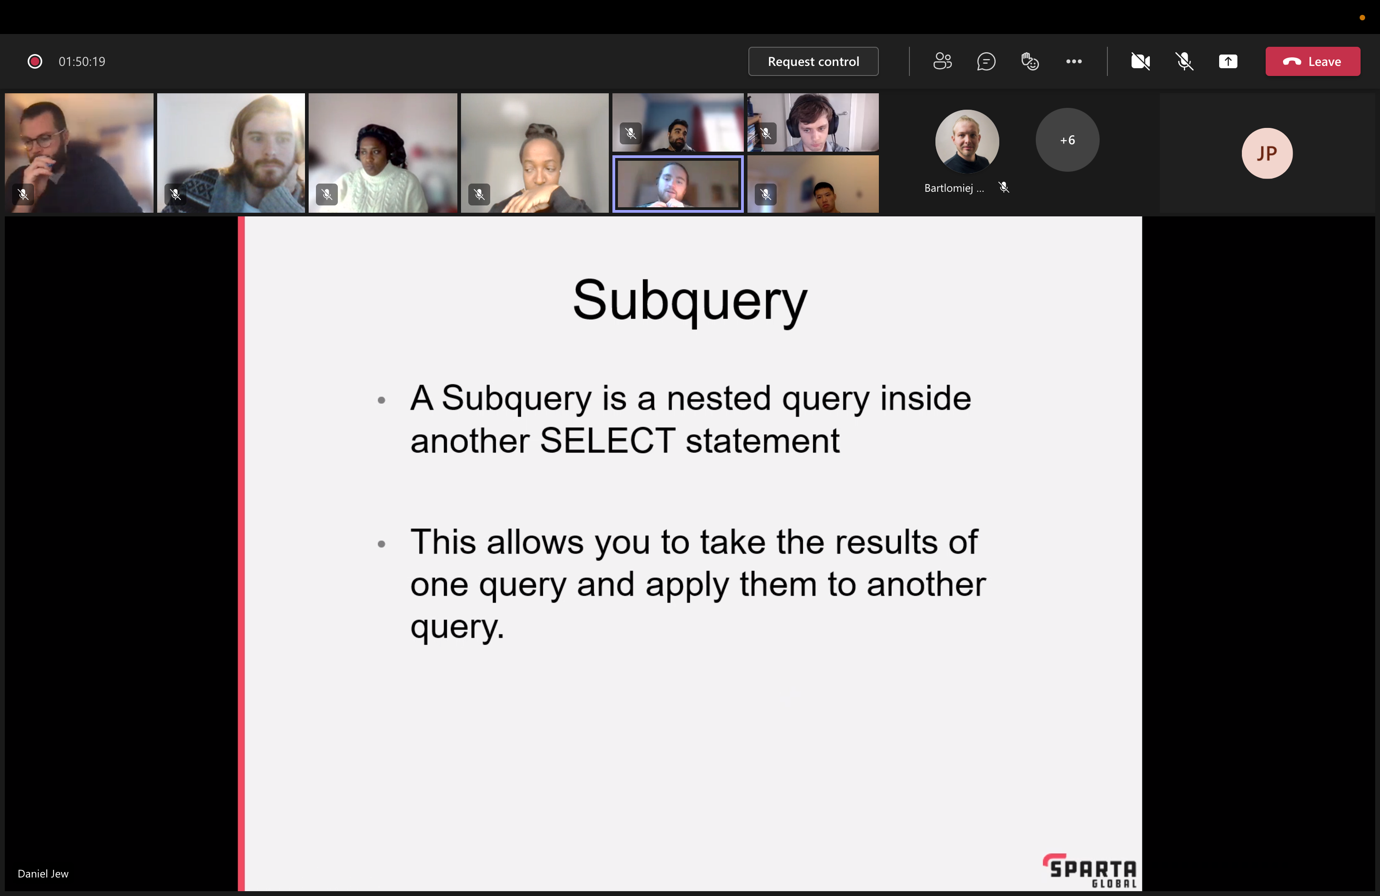 01:50:19
Request control
Leave
Bartlomiej ...
+6
JP
Subquery
A Subquery is a nested query inside
another SELECT statement
This allows you to take the results of
one query and apply them to another
query.
Daniel Jew
SPARTA
GLOBAL